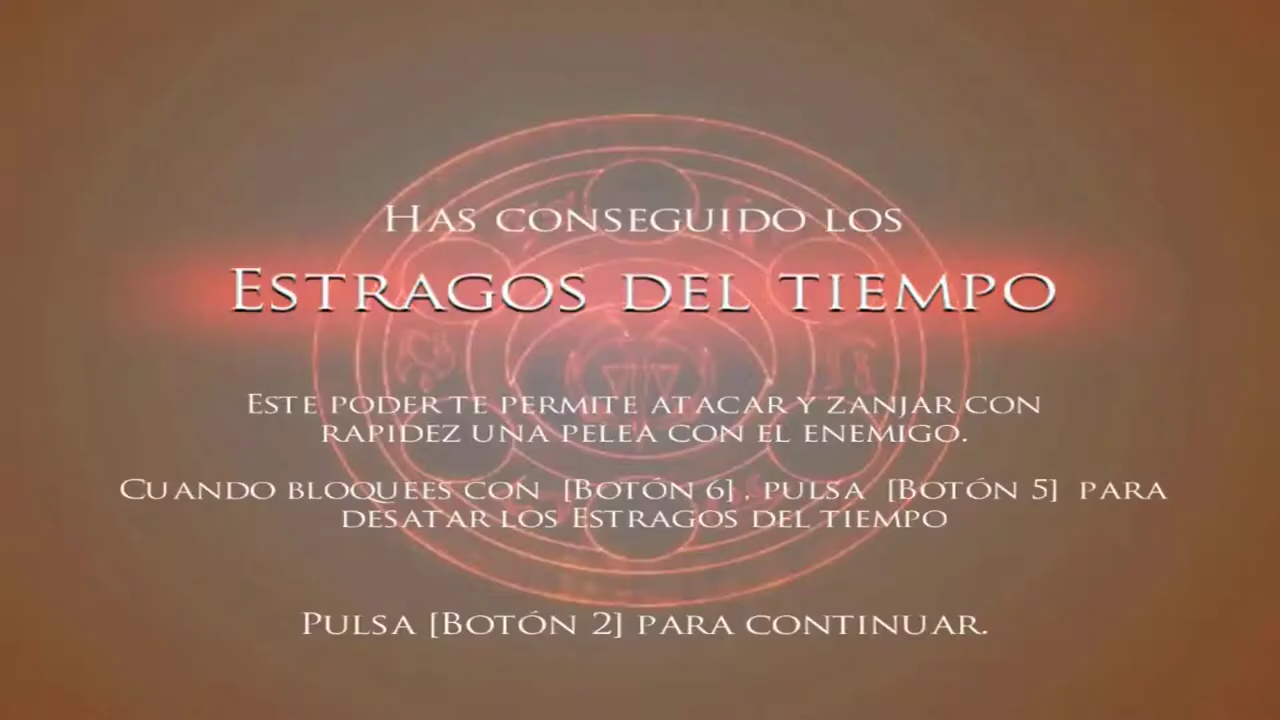 Has conseguido los
Estragos del tiempo
Este poder te permite atacar y zanjar con
rapidez una pelea con el enemigo.
Cuando bloquees con [Botón 6], pulsa [Botón 5] para
desatar los Estragos del tiempo
Pulsa [Botón 2] para continuar.